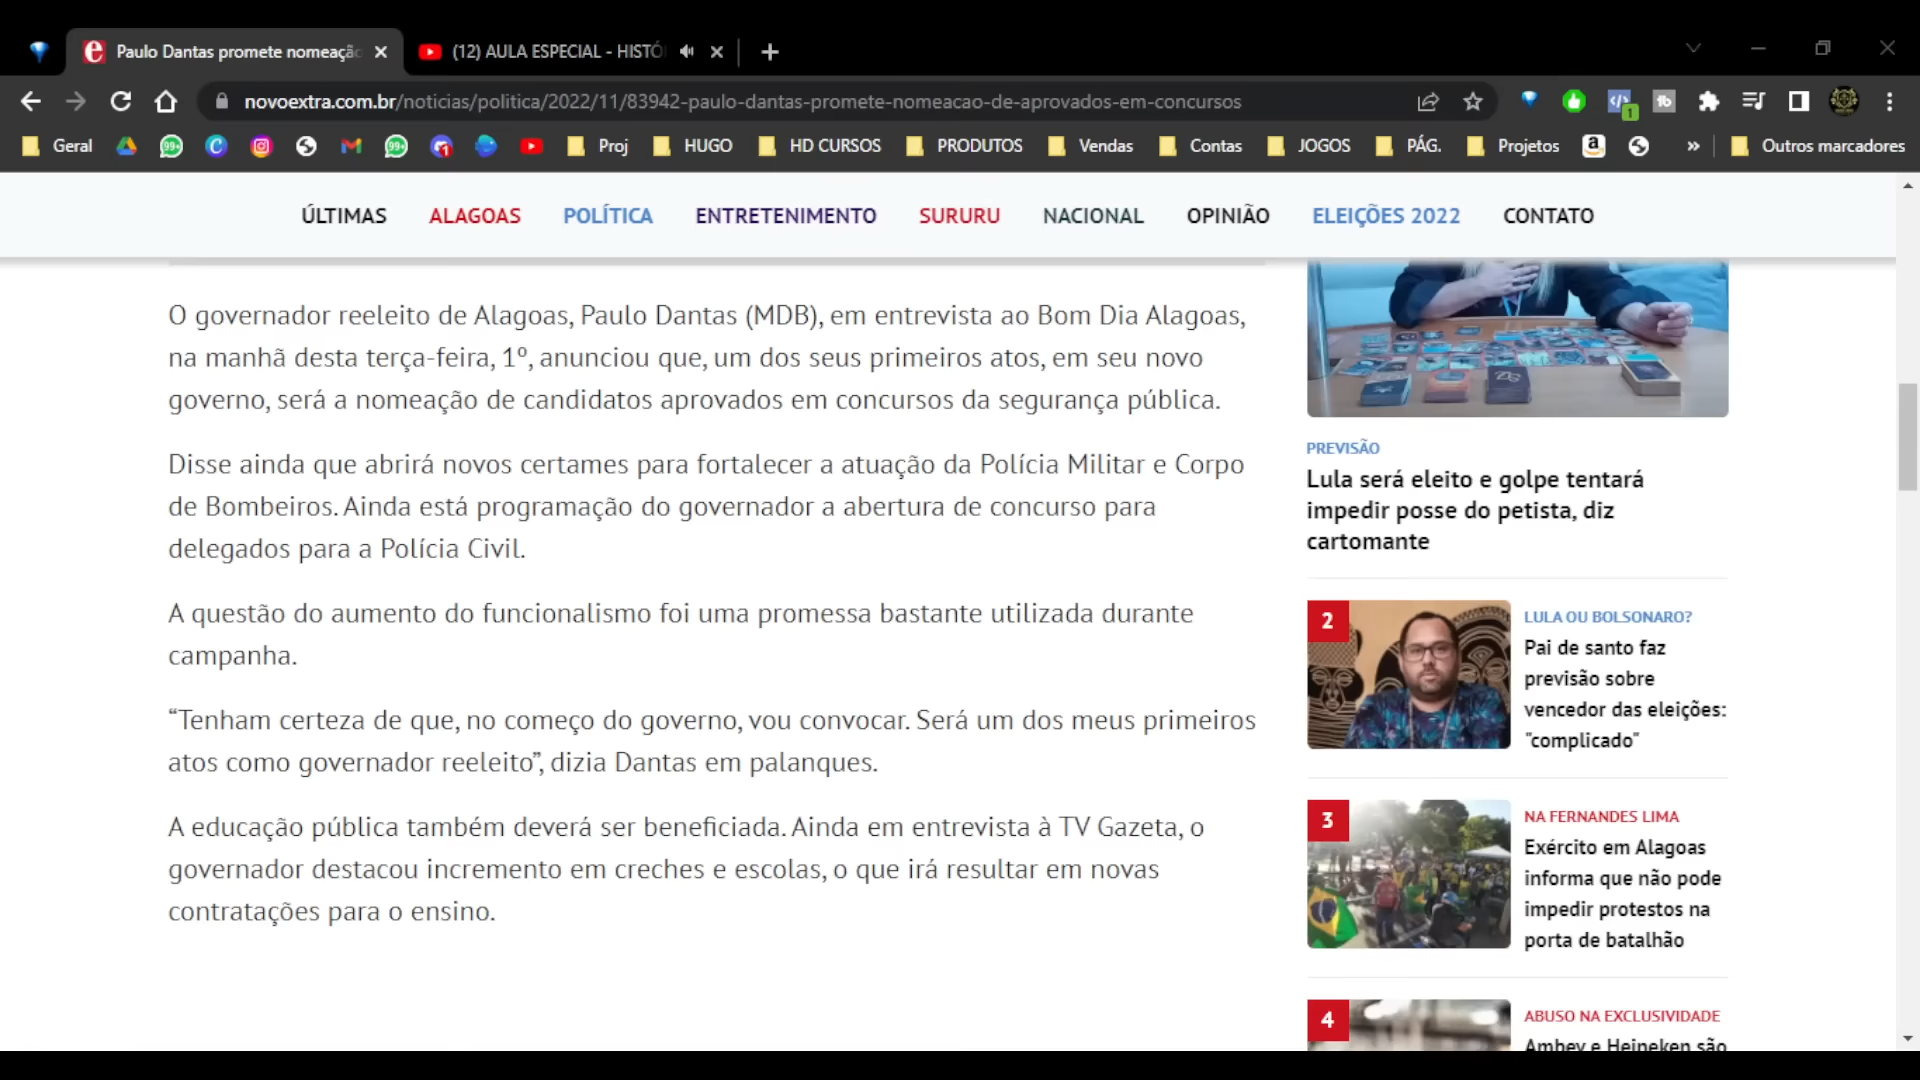 Paulo Dantas promete nomeaçã
(12) AULA ESPECIAL - HISTÓ
novoextra.com.br/noticias/politica/2022/11/83942-paulo-dantas-promete-nomeacao-de-aprovados-em-concursos
Geral
Proj
HUGO
HD CURSOS
PRODUTOS
Vendas
Contas
JOGOS
PÁG.
Projetos
Outros marcadores
ÚLTIMAS
ALAGOAS
POLÍTICA
ENTRETENIMENTO
SURURU
NACIONAL
OPINIÃO
ELEIÇÕES 2022
CONTATO
O governador reeleito de Alagoas, Paulo Dantas (MDB), em entrevista ao Bom Dia Alagoas,
na manhã desta terça-feira, 1º, anunciou que, um dos seus primeiros atos, em seu novo
governo, será a nomeação de candidatos aprovados em concursos da segurança pública.
Disse ainda que abrirá novos certames para fortalecer a atuação da Polícia Militar e Corpo
de Bombeiros. Ainda está programação do governador a abertura de concurso para
delegados para a Polícia Civil.
A questão do aumento do funcionalismo foi uma promessa bastante utilizada durante
campanha.
“Tenham certeza de que, no começo do governo, vou convocar. Será um dos meus primeiros
atos como governador reeleito”, dizia Dantas em palanques.
A educação pública também deverá ser beneficiada. Ainda em entrevista à TV Gazeta, o
governador destacou incremento em creches e escolas, o que irá resultar em novas
contratações para o ensino.
PREVISÃO
Lula será eleito e golpe tentará
impedir posse do petista, diz
cartomante
2
LULA OU BOLSONARO?
Pai de santo faz
previsão sobre
vencedor das eleições:
"complicado"
3
NA FERNANDES LIMA
Exército em Alagoas
informa que não pode
impedir protestos na
porta de batalhão
4
ABUSO NA EXCLUSIVIDADE
Ambev e Heineken são